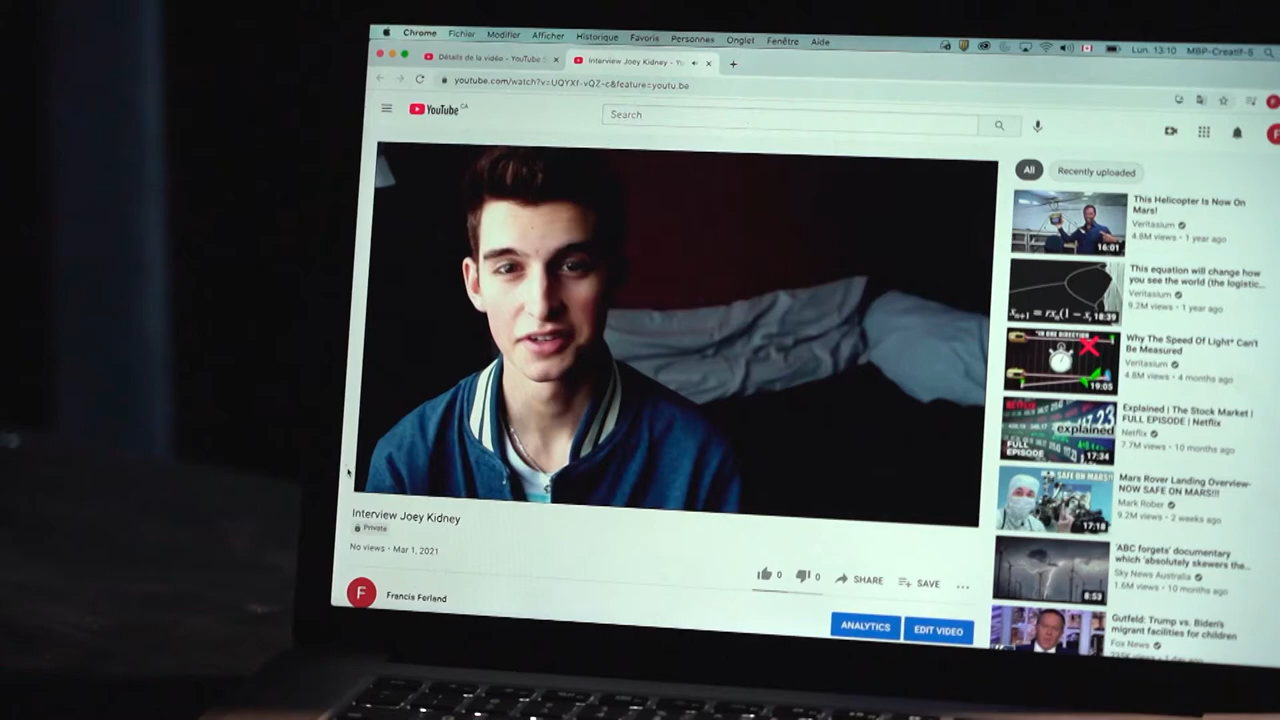 Chrome Fichier Modifier Afficher Historique Favoris Personnes Onglet Fenêtre Aide Lun. 13:10 MBP-Creatif-5
Détails de la vidéo - YouTube Interview Joey Kidney - Yo
youtube.com/watch?v=UQYXf-vQZ-c&feature=youtu.be
YouTube CA
Search
All Recently uploaded
This Helicopter Is Now On
Mars!
Veritasium
4.8M views • 1 year ago
16:01
This equation will change how
you see the world (the logistic...
Veritasium
9.2M views • 1 year ago
18:39
"IN ONE DIRECTION
Why The Speed Of Light* Can't
Be Measured
Veritasium
4.8M views • 4 months ago
19:05
Explained | The Stock Market |
FULL EPISODE | Netflix
Netflix
7.7M views • 10 months ago
NETFLIX
explained
FULL
EPISODE
17:34
Mars Rover Landing Overview-
NOW SAFE ON MARS!!!
Mark Rober
9.2M views • 2 weeks ago
SAFE ON MARS!!
17:18
'ABC forgets' documentary
which 'absolutely skewers the...
Sky News Australia
1.6M views • 10 months ago
8:53
Gutfeld: Trump vs. Biden's
migrant facilities for children
Fox News
Interview Joey Kidney
Private
No views • Mar 1, 2021
0 0 SHARE SAVE ...
F Francis Ferland
ANALYTICS EDIT VIDEO